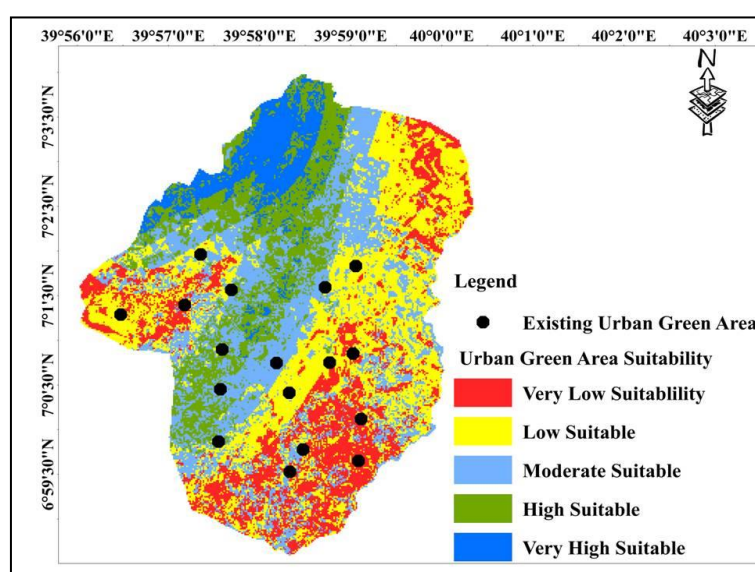 39°56'0"E 39°57'0"E 39°58'0"E 39°59'0"E 40°0'0"E 40°1'0"E 40°2'0"E 40°3'0"E
N
7°3'30"N
7°2'30"N
7°1'30"N
7°0'30"N
6°59'30"N
Legend
Existing Urban Green Area
Urban Green Area Suitability
Very Low Suitablility
Low Suitable
Moderate Suitable
High Suitable
Very High Suitable